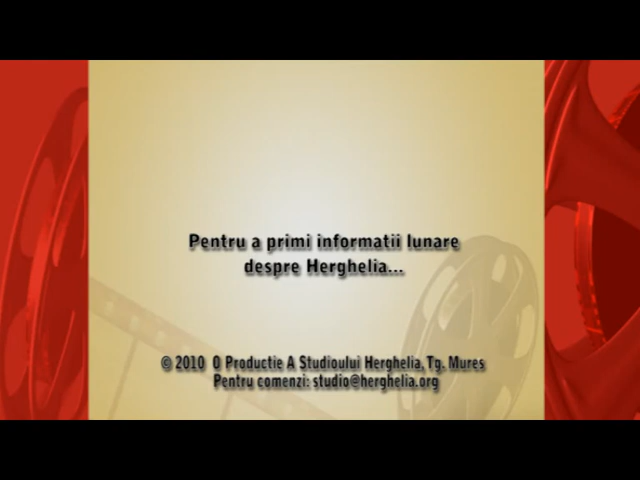 Pentru a primi informatii lunare
despre Herghelia...
© 2010 O Productie A Studioului Herghelia, Tg. Mures
Pentru comenzi: studio@herghelia.org